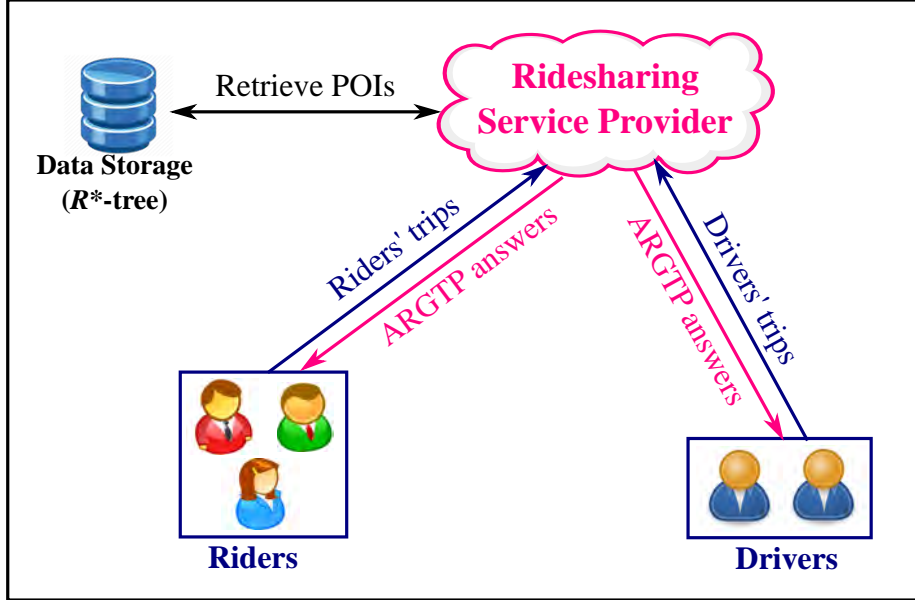 Retrieve POIs
Ridesharing
Service Provider
Data Storage
(R*-tree)
Riders' trips
ARGTP answers
ARGTP answers
Drivers' trips
Riders
Drivers